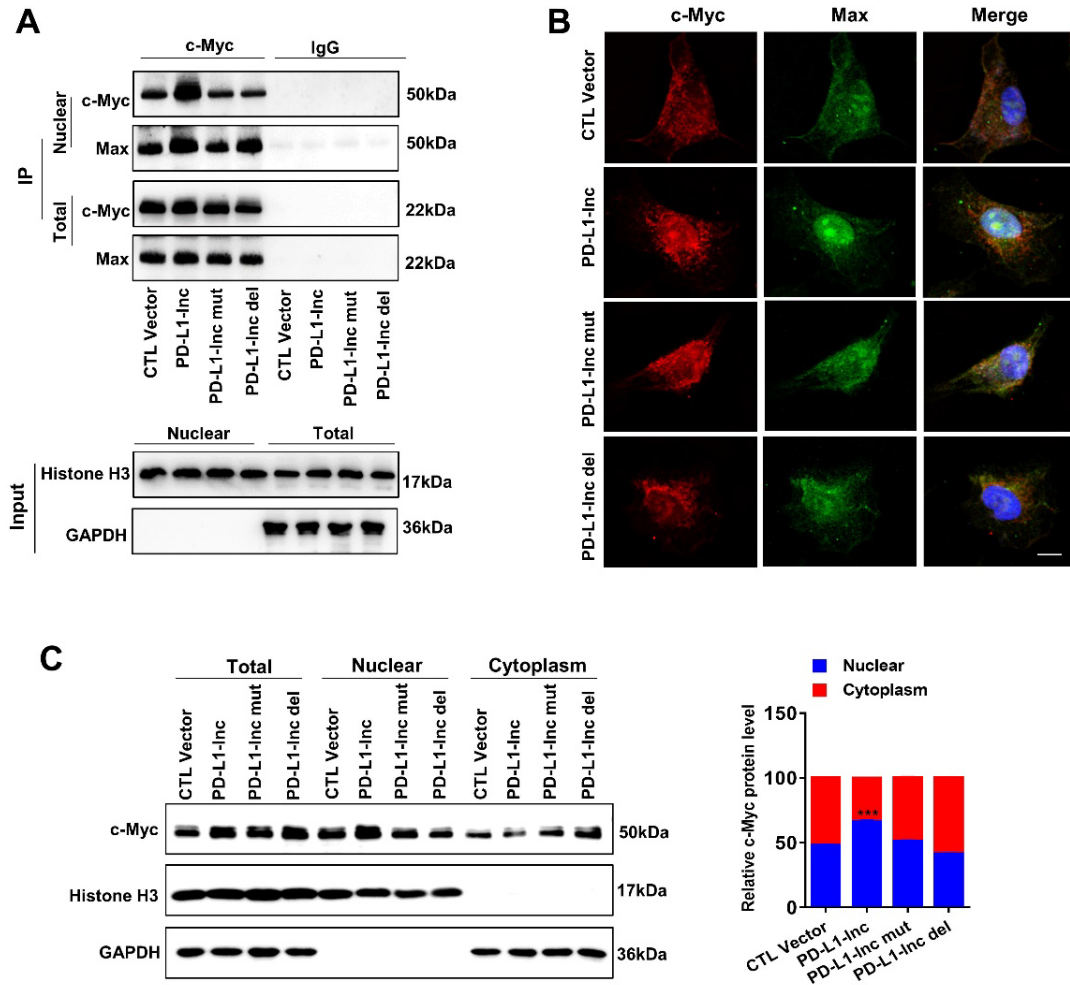 A
c-Myc IgG
IP
Nuclear
c-Myc 50kDa
Max 50kDa
Total
c-Myc 22kDa
Max 22kDa
CTL Vector
PD-L1-lnc
PD-L1-lnc mut
PD-L1-lnc del
CTL Vector
PD-L1-lnc
PD-L1-lnc mut
PD-L1-lnc del
Nuclear Total
Input
Histone H3 17kDa
GAPDH 36kDa
B
c-Myc Max Merge
CTL Vector
PD-L1-lnc
PD-L1-lnc mut
PD-L1-lnc del
C
Total Nuclear Cytoplasm
CTL Vector
PD-L1-lnc
PD-L1-lnc mut
PD-L1-lnc del
CTL Vector
PD-L1-lnc
PD-L1-lnc mut
PD-L1-lnc del
CTL Vector
PD-L1-lnc
PD-L1-lnc mut
PD-L1-lnc del
c-Myc 50kDa
Histone H3 17kDa
GAPDH 36kDa
Nuclear
Cytoplasm
Relative c-Myc protein level
150
100
50
0
***
CTL Vector
PD-L1-lnc
PD-L1-lnc mut
PD-L1-lnc del